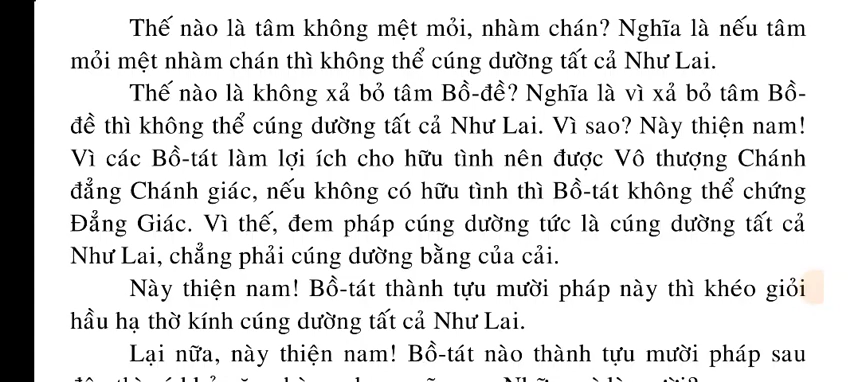 Thế nào là tâm không mệt mỏi, nhàm chán? Nghĩa là nếu tâm
mỏi mệt nhàm chán thì không thể cúng dường tất cả Như Lai.
Thế nào là không xả bỏ tâm Bồ-đề? Nghĩa là vì xả bỏ tâm Bồ-
đề thì không thể cúng dường tất cả Như Lai. Vì sao? Này thiện nam!
Vì các Bồ-tát làm lợi ích cho hữu tình nên được Vô thượng Chánh
đẳng Chánh giác, nếu không có hữu tình thì Bồ-tát không thể chứng
Đẳng Giác. Vì thế, đem pháp cúng dường tức là cúng dường tất cả
Như Lai, chẳng phải cúng dường bằng của cải.
Này thiện nam! Bồ-tát thành tựu mười pháp này thì khéo giỏi
hầu hạ thờ kính cúng dường tất cả Như Lai.
Lại nữa, này thiện nam! Bồ-tát nào thành tựu mười pháp sau